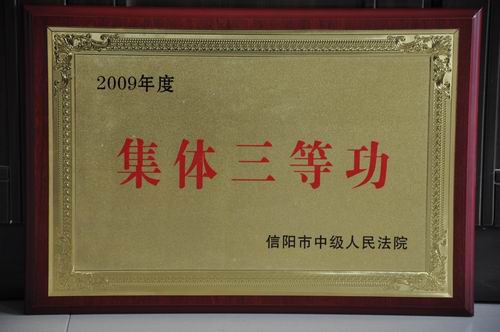 2009年度
集体三等功
信阳市中级人民法院